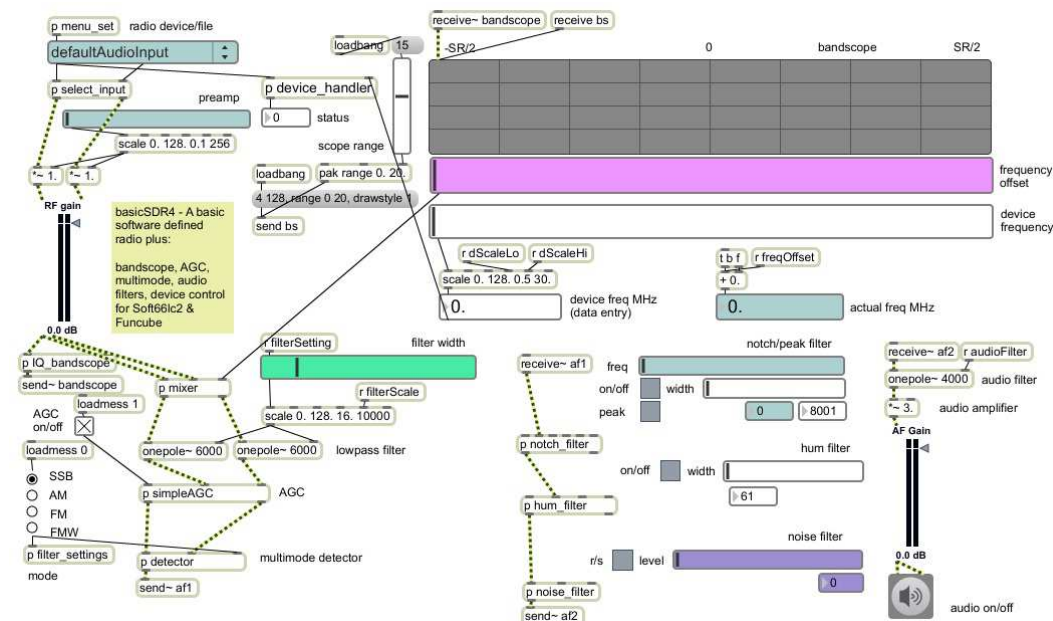 p menu_set
radio device/file
defaultAudioInput
p select_input
preamp
scale 0. 128. 0.1 256
*~ 1.
*~ 1.
RF gain
0.0 dB
basicSDR4 - A basic
software defined
radio plus:
bandscope, AGC,
multimode, audio
filters, device control
for Soft66lc2 &
Funcube
loadbang
15
p device_handler
0
status
scope range
loadbang
pak range 0. 20.
4 128, range 0 20, drawstyle 1
send bs
receive~ bandscope
receive bs
-SR/2
0
bandscope
SR/2
frequency
offset
device
frequency
r dScaleLo
r dScaleHi
scale 0. 128. 0.5 30.
0.
device freq MHz
(data entry)
t b f
r freqOffset
+ 0.
0.
actual freq MHz
p IQ_bandscope
send~ bandscope
p mixer
r filterSetting
filter width
r filterScale
scale 0. 128. 16. 10000
loadmess 1
AGC
on/off
loadmess 0
onepole~ 6000
onepole~ 6000
lowpass filter
SSB
AM
FM
FMW
p simpleAGC
AGC
p filter_settings
mode
p detector
multimode detector
send~ af1
receive~ af1
notch/peak filter
freq
on/off
width
peak
0
8001
p notch_filter
hum filter
on/off
width
61
p hum_filter
noise filter
r/s
level
0
p noise_filter
send~ af2
receive~ af2
r audioFilter
onepole~ 4000
audio filter
*~ 3.
audio amplifier
AF Gain
0.0 dB
audio on/off